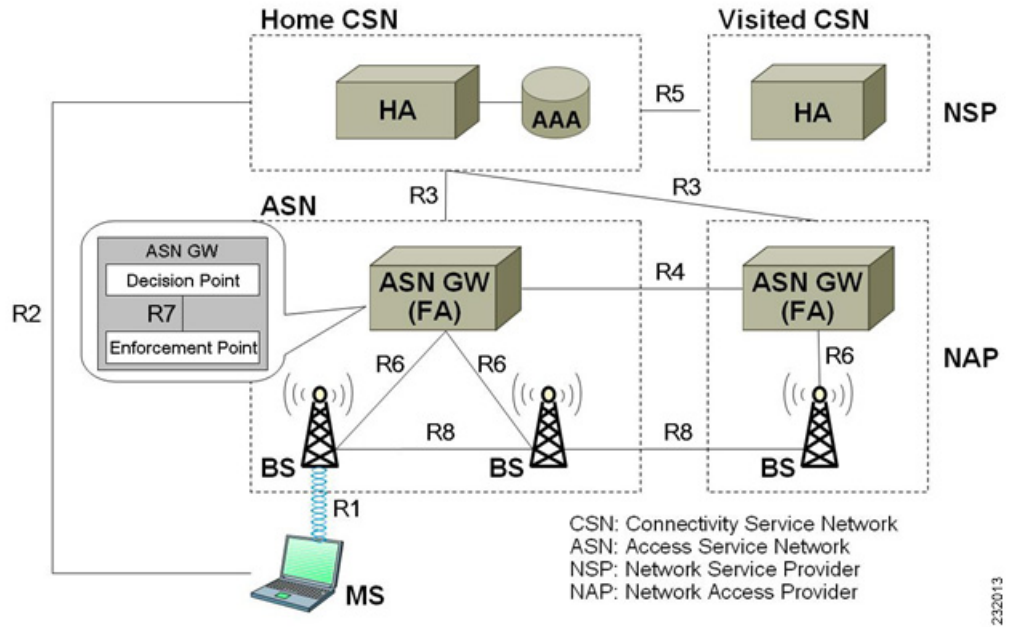 Home CSN
Visited CSN
HA
AAA
R5
HA
NSP
R3
R3
ASN
ASN GW
Decision Point
R7
Enforcement Point
R2
ASN GW
(FA)
R4
ASN GW
(FA)
R6
R6
R6
NAP
R8
R8
BS
BS
BS
R1
MS
CSN: Connectivity Service Network
ASN: Access Service Network
NSP: Network Service Provider
NAP: Network Access Provider
232013